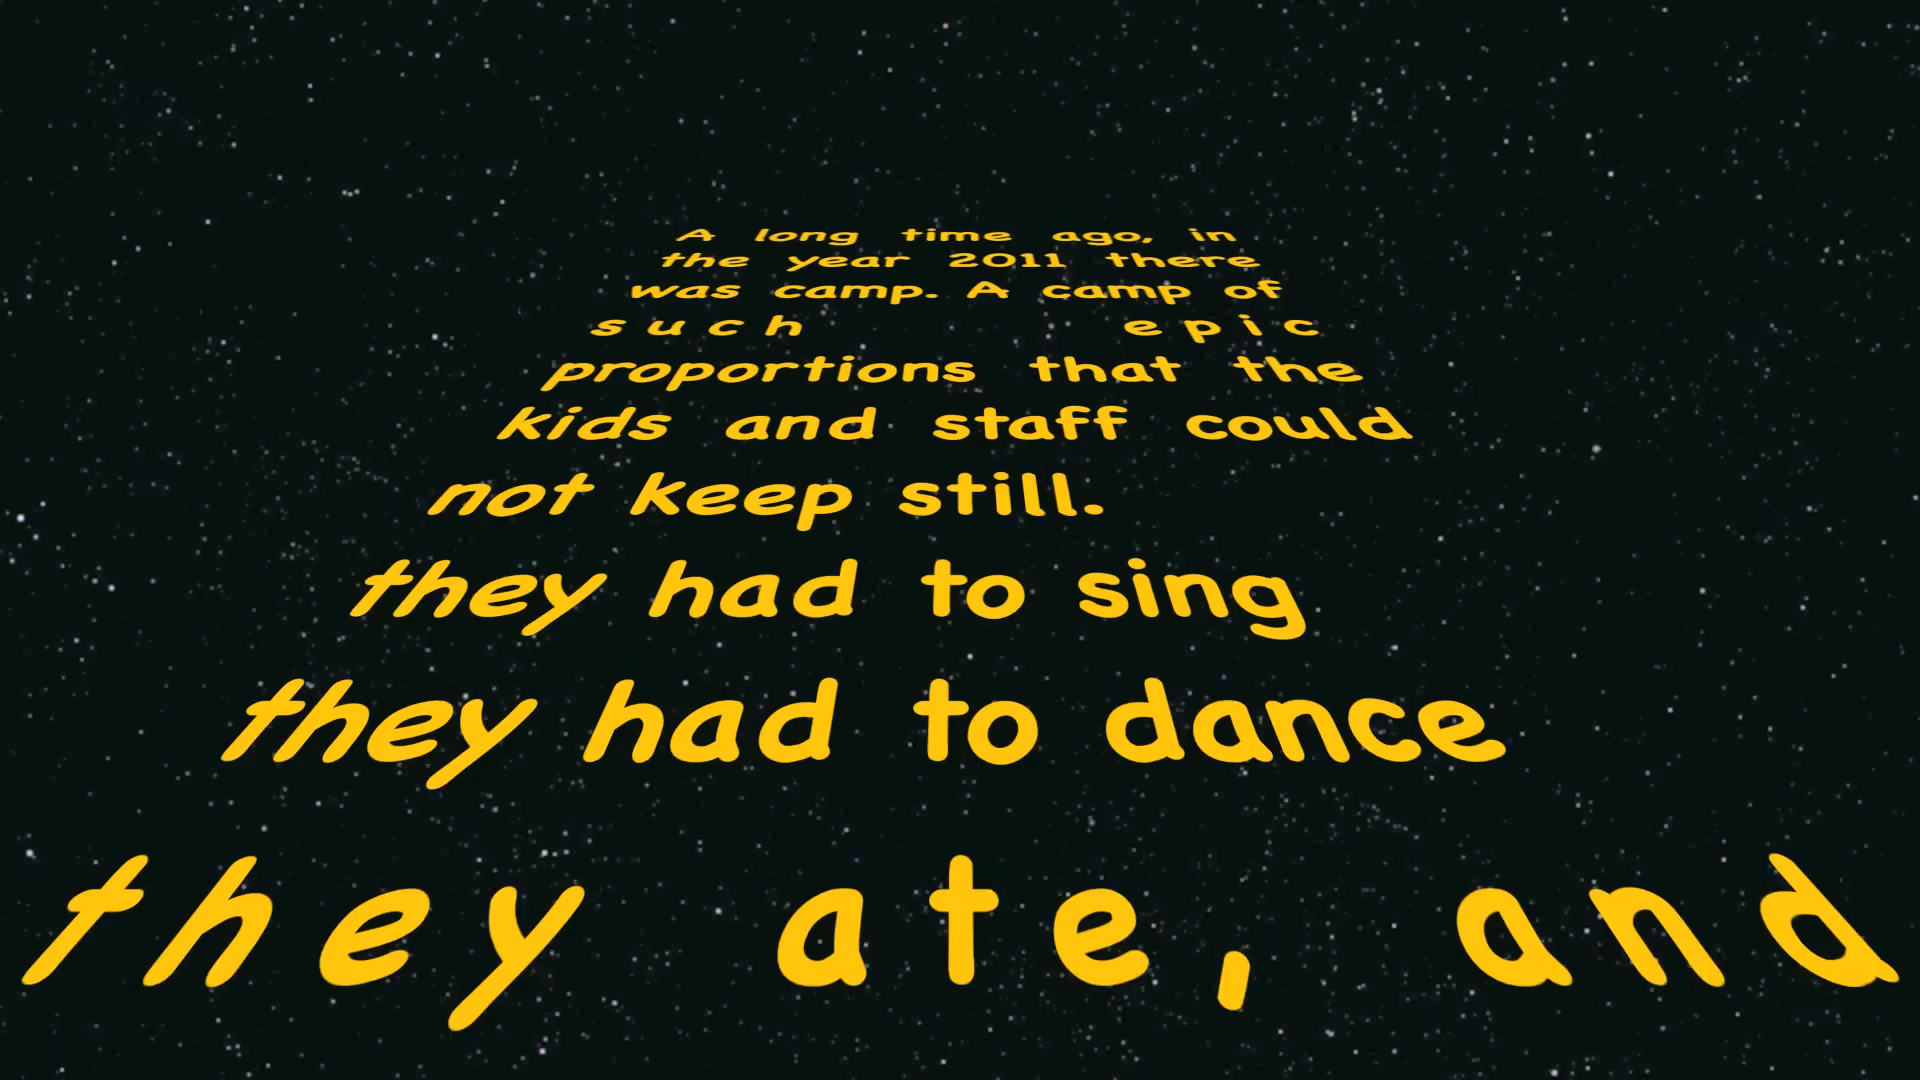 A long time ago, in
the year 2011 there
was camp. A camp of
such epic
proportions that the
kids and staff could
not keep still.
they had to sing
they had to dance
they ate, and